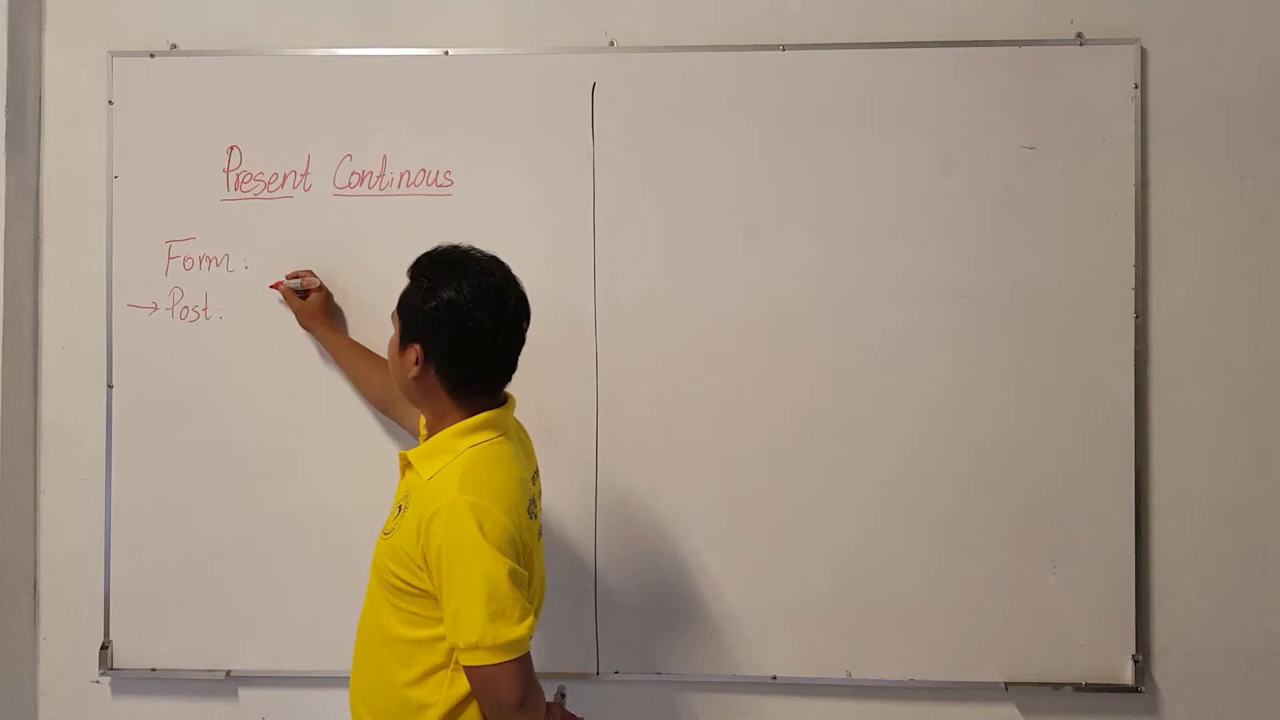 Present Continous
Form :
→ Post :